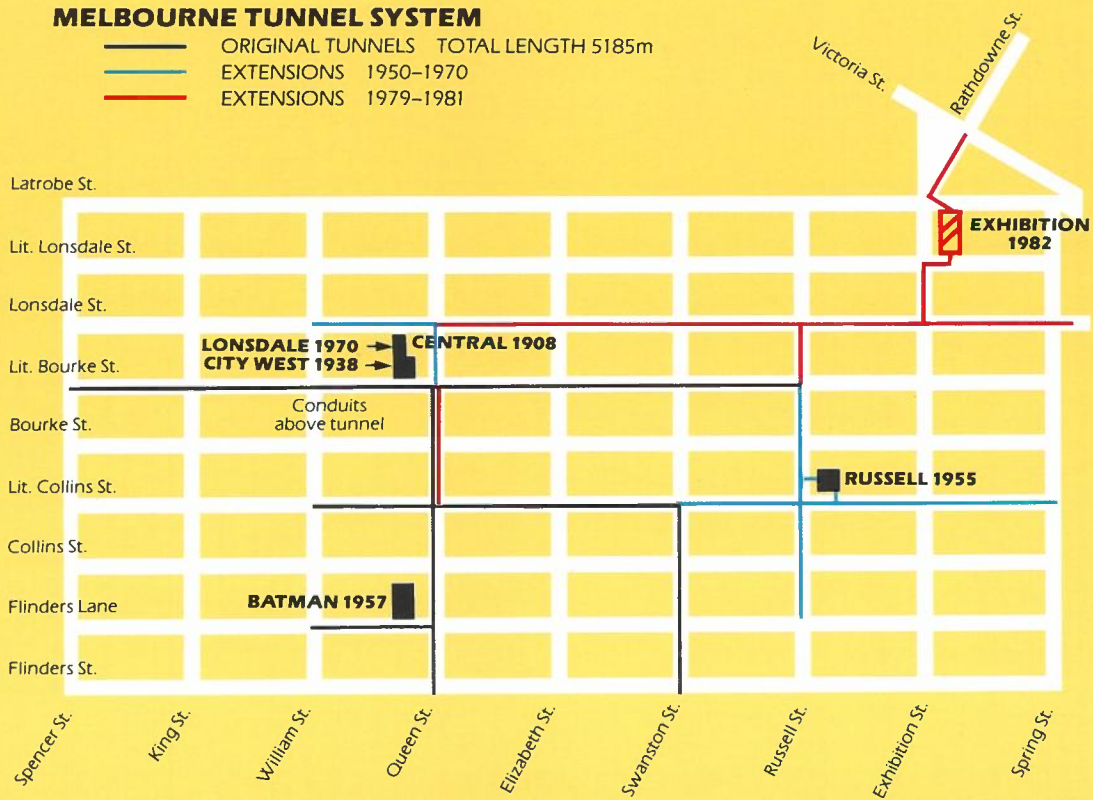 MELBOURNE TUNNEL SYSTEM
ORIGINAL TUNNELS TOTAL LENGTH 5185m
EXTENSIONS 1950–1970
EXTENSIONS 1979–1981
Victoria St.
Rathdowne St.
Latrobe St.
Lit. Lonsdale St.
Lonsdale St.
Lit. Bourke St.
Bourke St.
Lit. Collins St.
Collins St.
Flinders Lane
Flinders St.
EXHIBITION
1982
LONSDALE 1970
CENTRAL 1908
CITY WEST 1938
Conduits
above tunnel
RUSSELL 1955
BATMAN 1957
Spencer St.
King St.
William St.
Queen St.
Elizabeth St.
Swanston St.
Russell St.
Exhibition St.
Spring St.